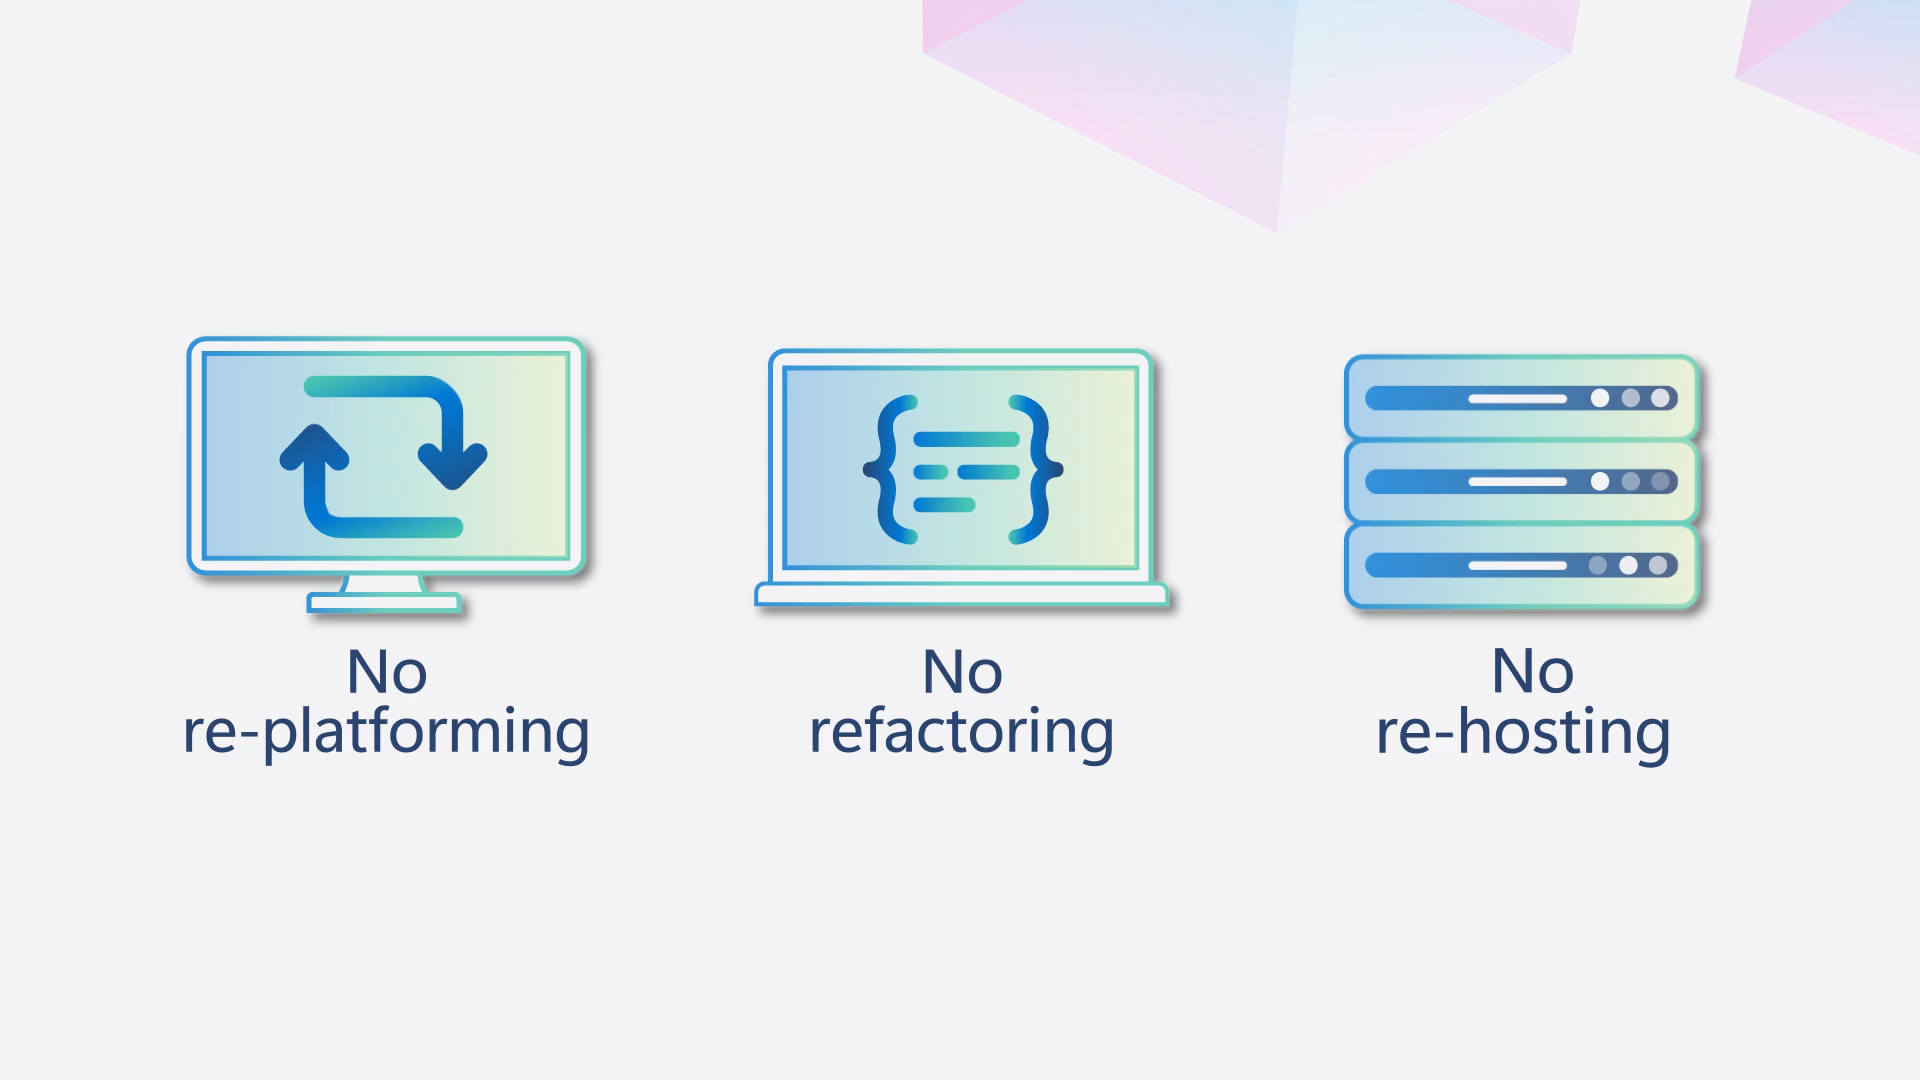 No
re-platforming
No
refactoring
No
re-hosting